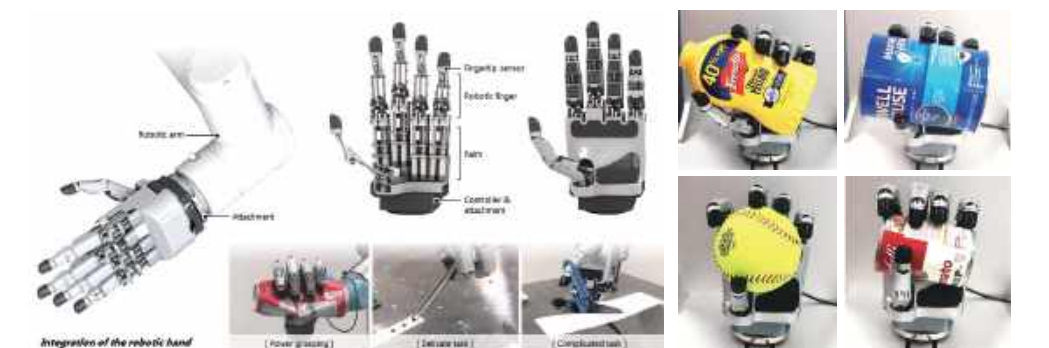 Fingertip sensor
Robotic finger
Robotic arm
Palm
Attachment
Controller &
attachment
Integration of the robotic hand
[ Power grasping ]
[ Delicate task ]
[ Complicated task ]
40%
WELL